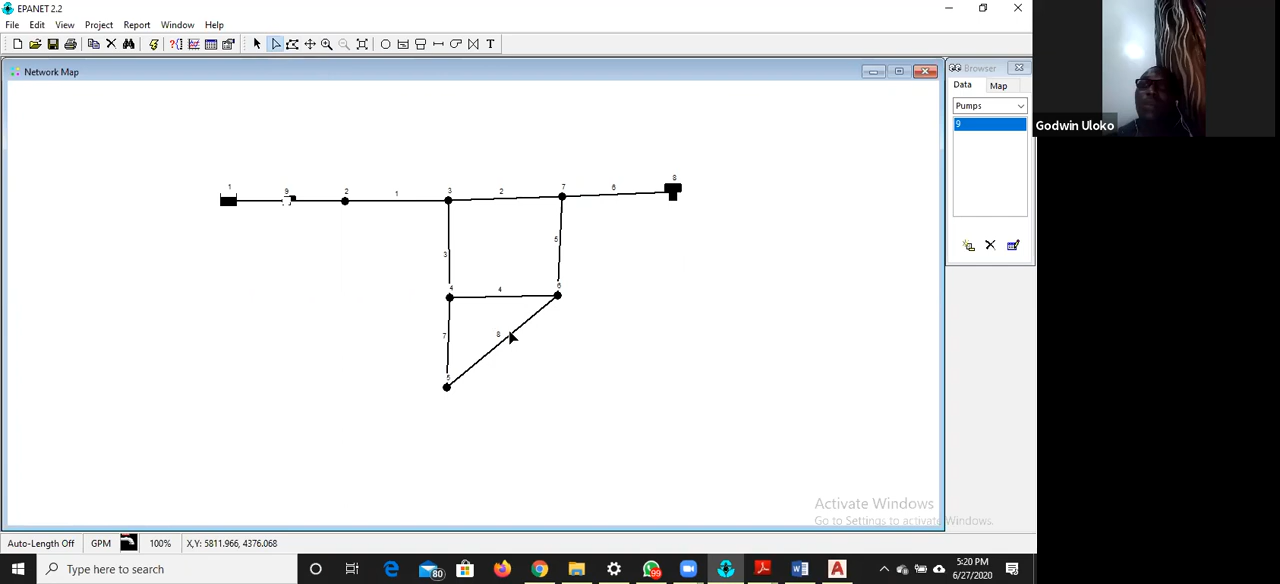 EPANET 2.2
File Edit View Project Report Window Help
Network Map
Browser
Data Map
Pumps
9
Godwin Uloko
1 9 2 1 3 2 7 6 8
3 5
4 4 6
7 8
5
Activate Windows
Go to Settings to activate Windows.
Auto-Length Off GPM 100% X,Y: 5811.966, 4376.068
Type here to search
80
99
5:20 PM
6/27/2020